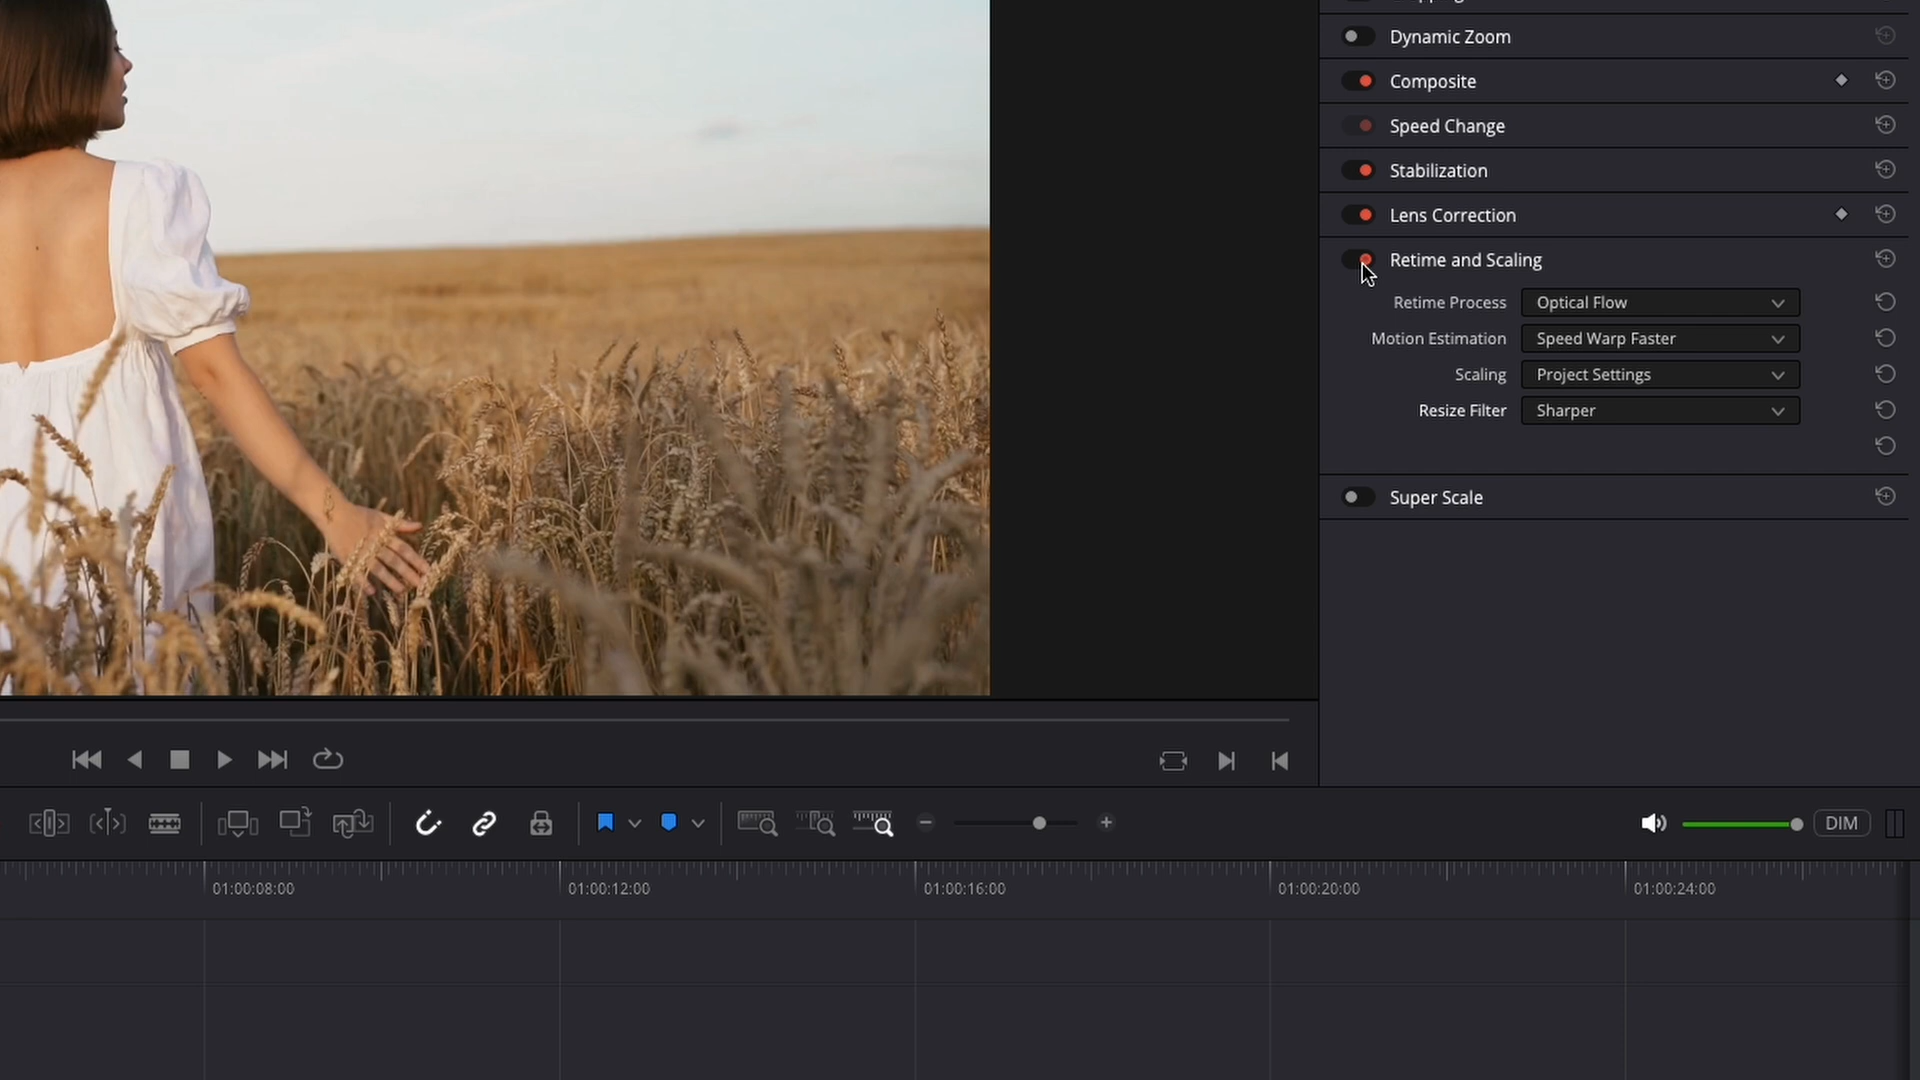 Dynamic Zoom
Composite
Speed Change
Stabilization
Lens Correction
Retime and Scaling
Retime Process Optical Flow
Motion Estimation Speed Warp Faster
Scaling Project Settings
Resize Filter Sharper
Super Scale
DIM
01:00:08:00 01:00:12:00 01:00:16:00 01:00:20:00 01:00:24:00